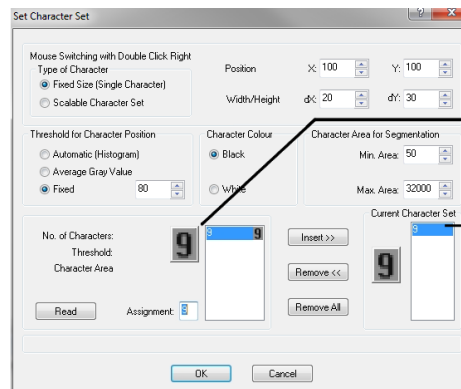 Set Character Set
Mouse Switching with Double Click Right
Type of Character
Fixed Size (Single Character)
Scalable Character Set
Position X: 100 Y: 100
Width/Height dX: 20 dY: 30
Threshold for Character Position
Automatic (Histogram)
Average Gray Value
Fixed 80
Character Colour
Black
White
Character Area for Segmentation
Min. Area: 50
Max. Area: 32000
No. of Characters:
Threshold:
Character Area
9
9 9
Read
Assignment: 9
Insert >>
Remove <<
Remove All
Current Character Set
9
9
OK
Cancel